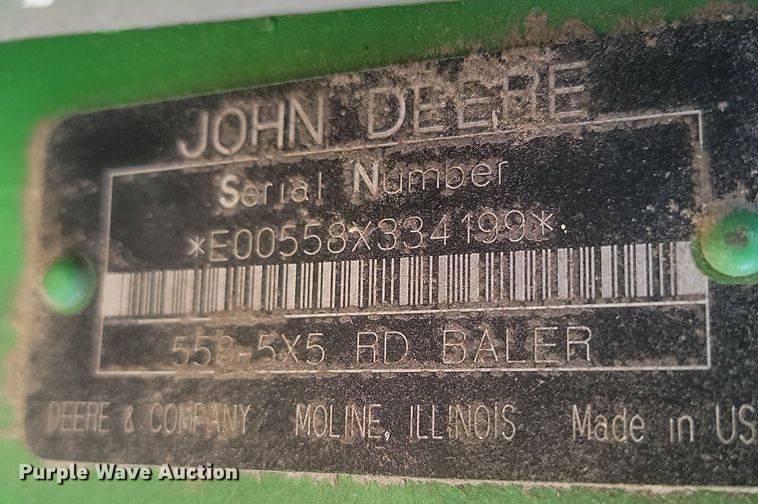 JOHN DEERE
Serial Number
*E00558X334199*
558-5X5 RD BALER
DEERE & COMPANY MOLINE, ILLINOIS Made in US
Purple Wave Auction